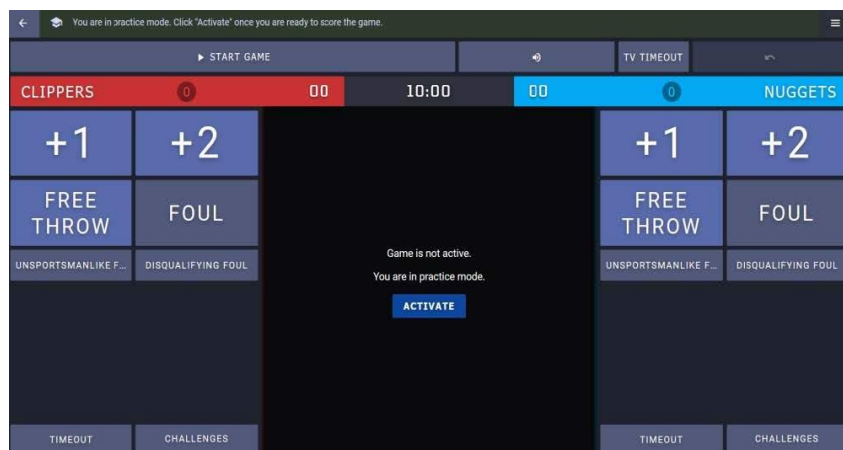 You are in practice mode. Click "Activate" once you are ready to score the game.
START GAME
TV TIMEOUT
CLIPPERS 0 00 10:00 00 0 NUGGETS
+1 +2 +1 +2
FREE THROW
FOUL
FREE THROW
FOUL
UNSPORTSMANLIKE F... DISQUALIFYING FOUL UNSPORTSMANLIKE F... DISQUALIFYING FOUL
Game is not active.
You are in practice mode.
ACTIVATE
TIMEOUT CHALLENGES TIMEOUT CHALLENGES